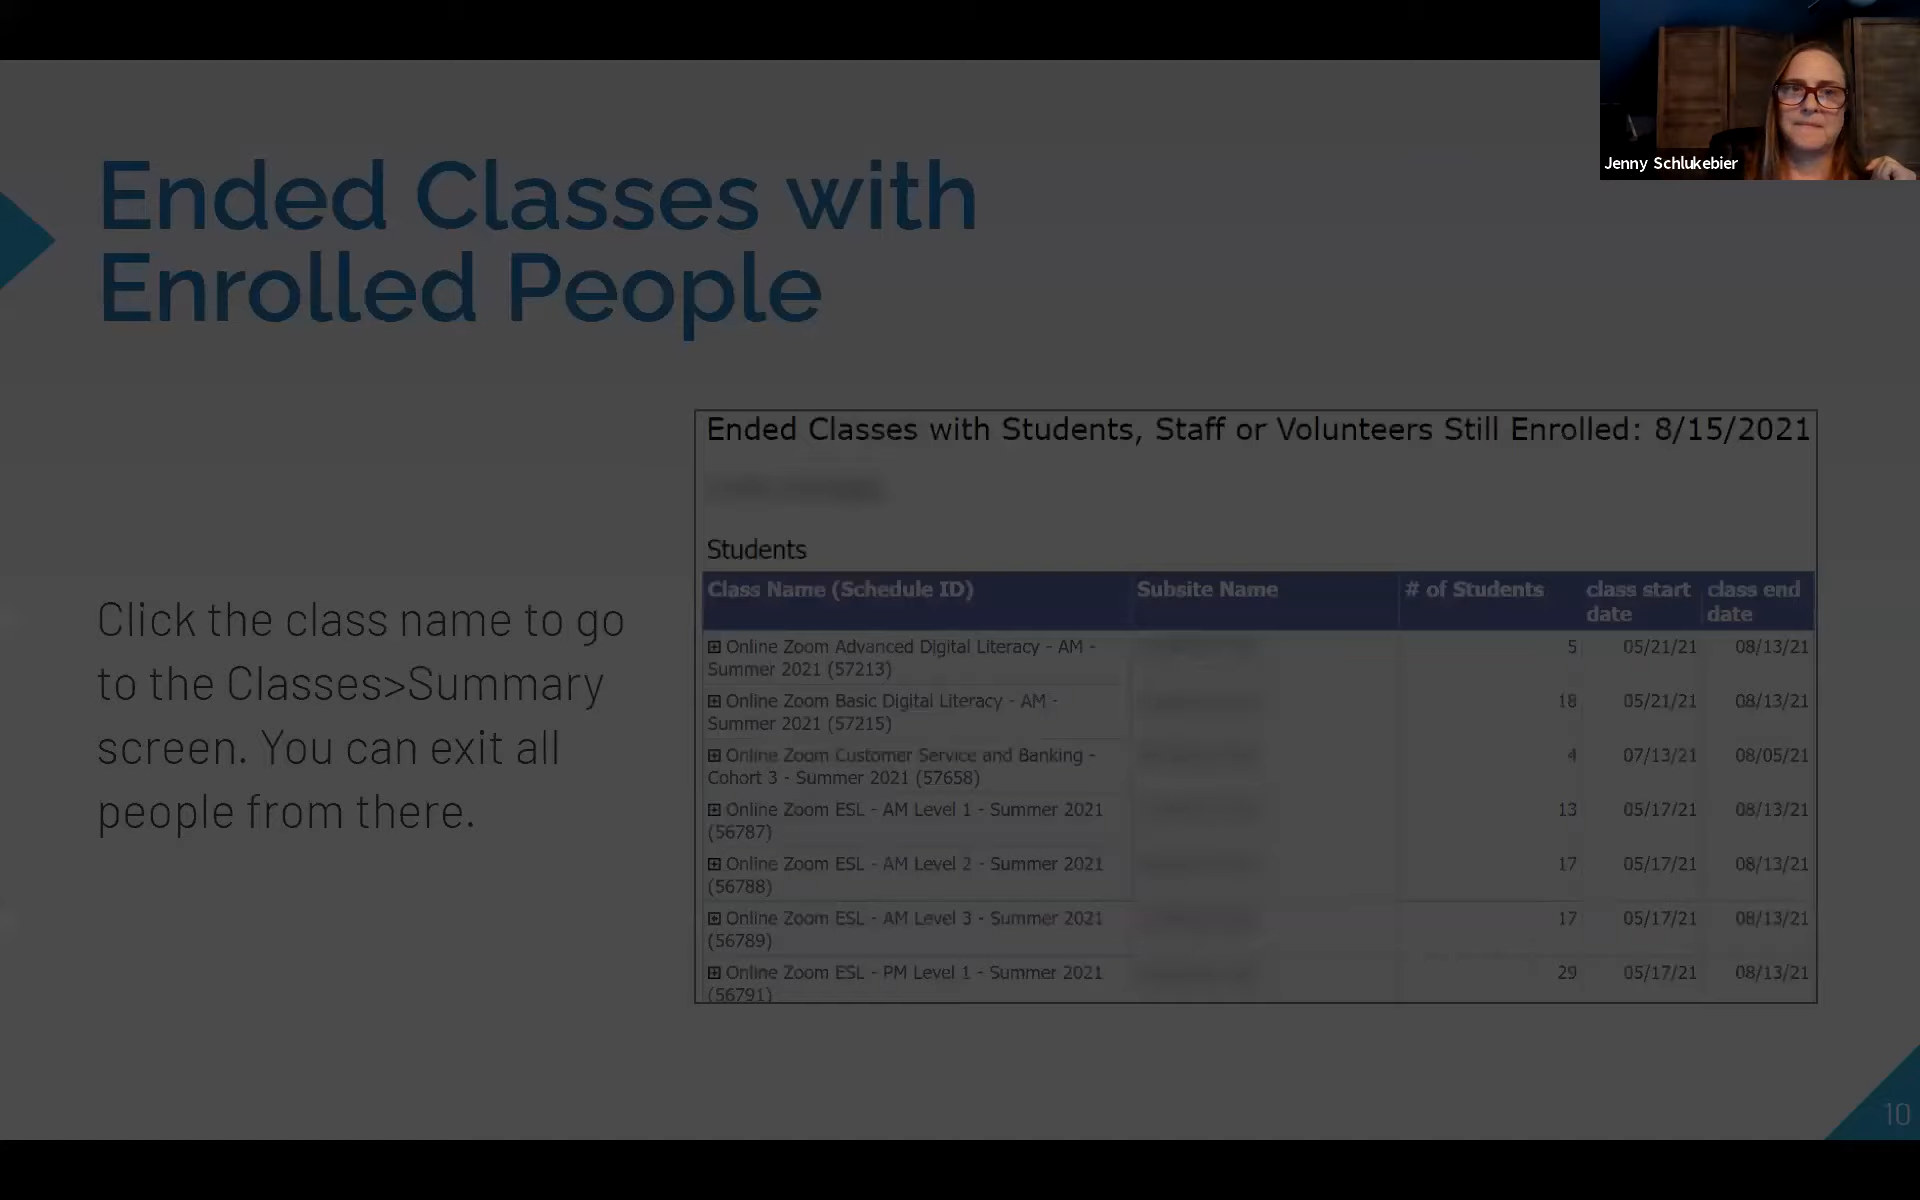 Jenny Schlukebier
Ended Classes with
Enrolled People
Click the class name to go
to the Classes>Summary
screen. You can exit all
people from there.
Ended Classes with Students, Staff or Volunteers Still Enrolled: 8/15/2021
Students
Class Name (Schedule ID) Subsite Name # of Students class start date class end date
Online Zoom Advanced Digital Literacy - AM - 5 05/21/21 08/13/21
Summer 2021 (57213)
Online Zoom Basic Digital Literacy - AM - 18 05/21/21 08/13/21
Summer 2021 (57215)
Online Zoom Customer Service and Banking - 4 07/13/21 08/05/21
Cohort 3 - Summer 2021 (57658)
Online Zoom ESL - AM Level 1 - Summer 2021 13 05/17/21 08/13/21
(56787)
Online Zoom ESL - AM Level 2 - Summer 2021 17 05/17/21 08/13/21
(56788)
Online Zoom ESL - AM Level 3 - Summer 2021 17 05/17/21 08/13/21
(56789)
Online Zoom ESL - PM Level 1 - Summer 2021 29 05/17/21 08/13/21
(56791)
10